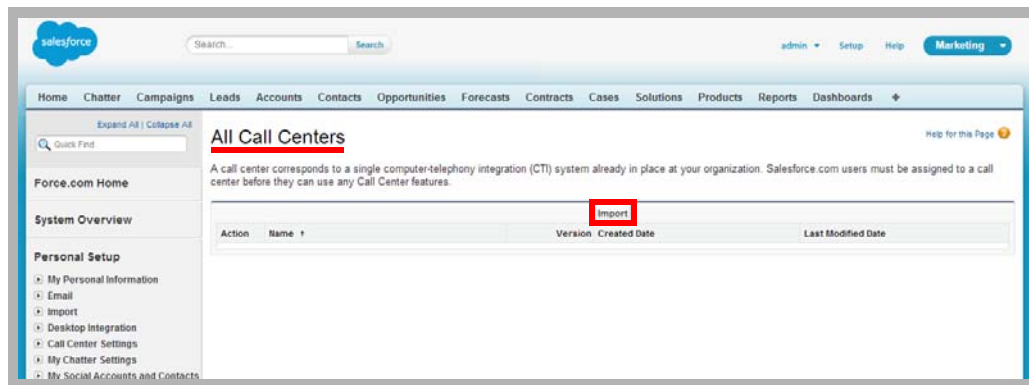 salesforce
Search...
Search
admin
Setup
Help
Marketing
Home Chatter Campaigns Leads Accounts Contacts Opportunities Forecasts Contracts Cases Solutions Products Reports Dashboards +
Expand All | Collapse All
Quick Find
Force.com Home
System Overview
Personal Setup
My Personal Information
Email
Import
Desktop Integration
Call Center Settings
My Chatter Settings
My Social Accounts and Contacts
All Call Centers
Help for this Page
A call center corresponds to a single computer-telephony integration (CTI) system already in place at your organization. Salesforce.com users must be assigned to a call
center before they can use any Call Center features.
Import
Action Name ↑ Version Created Date Last Modified Date